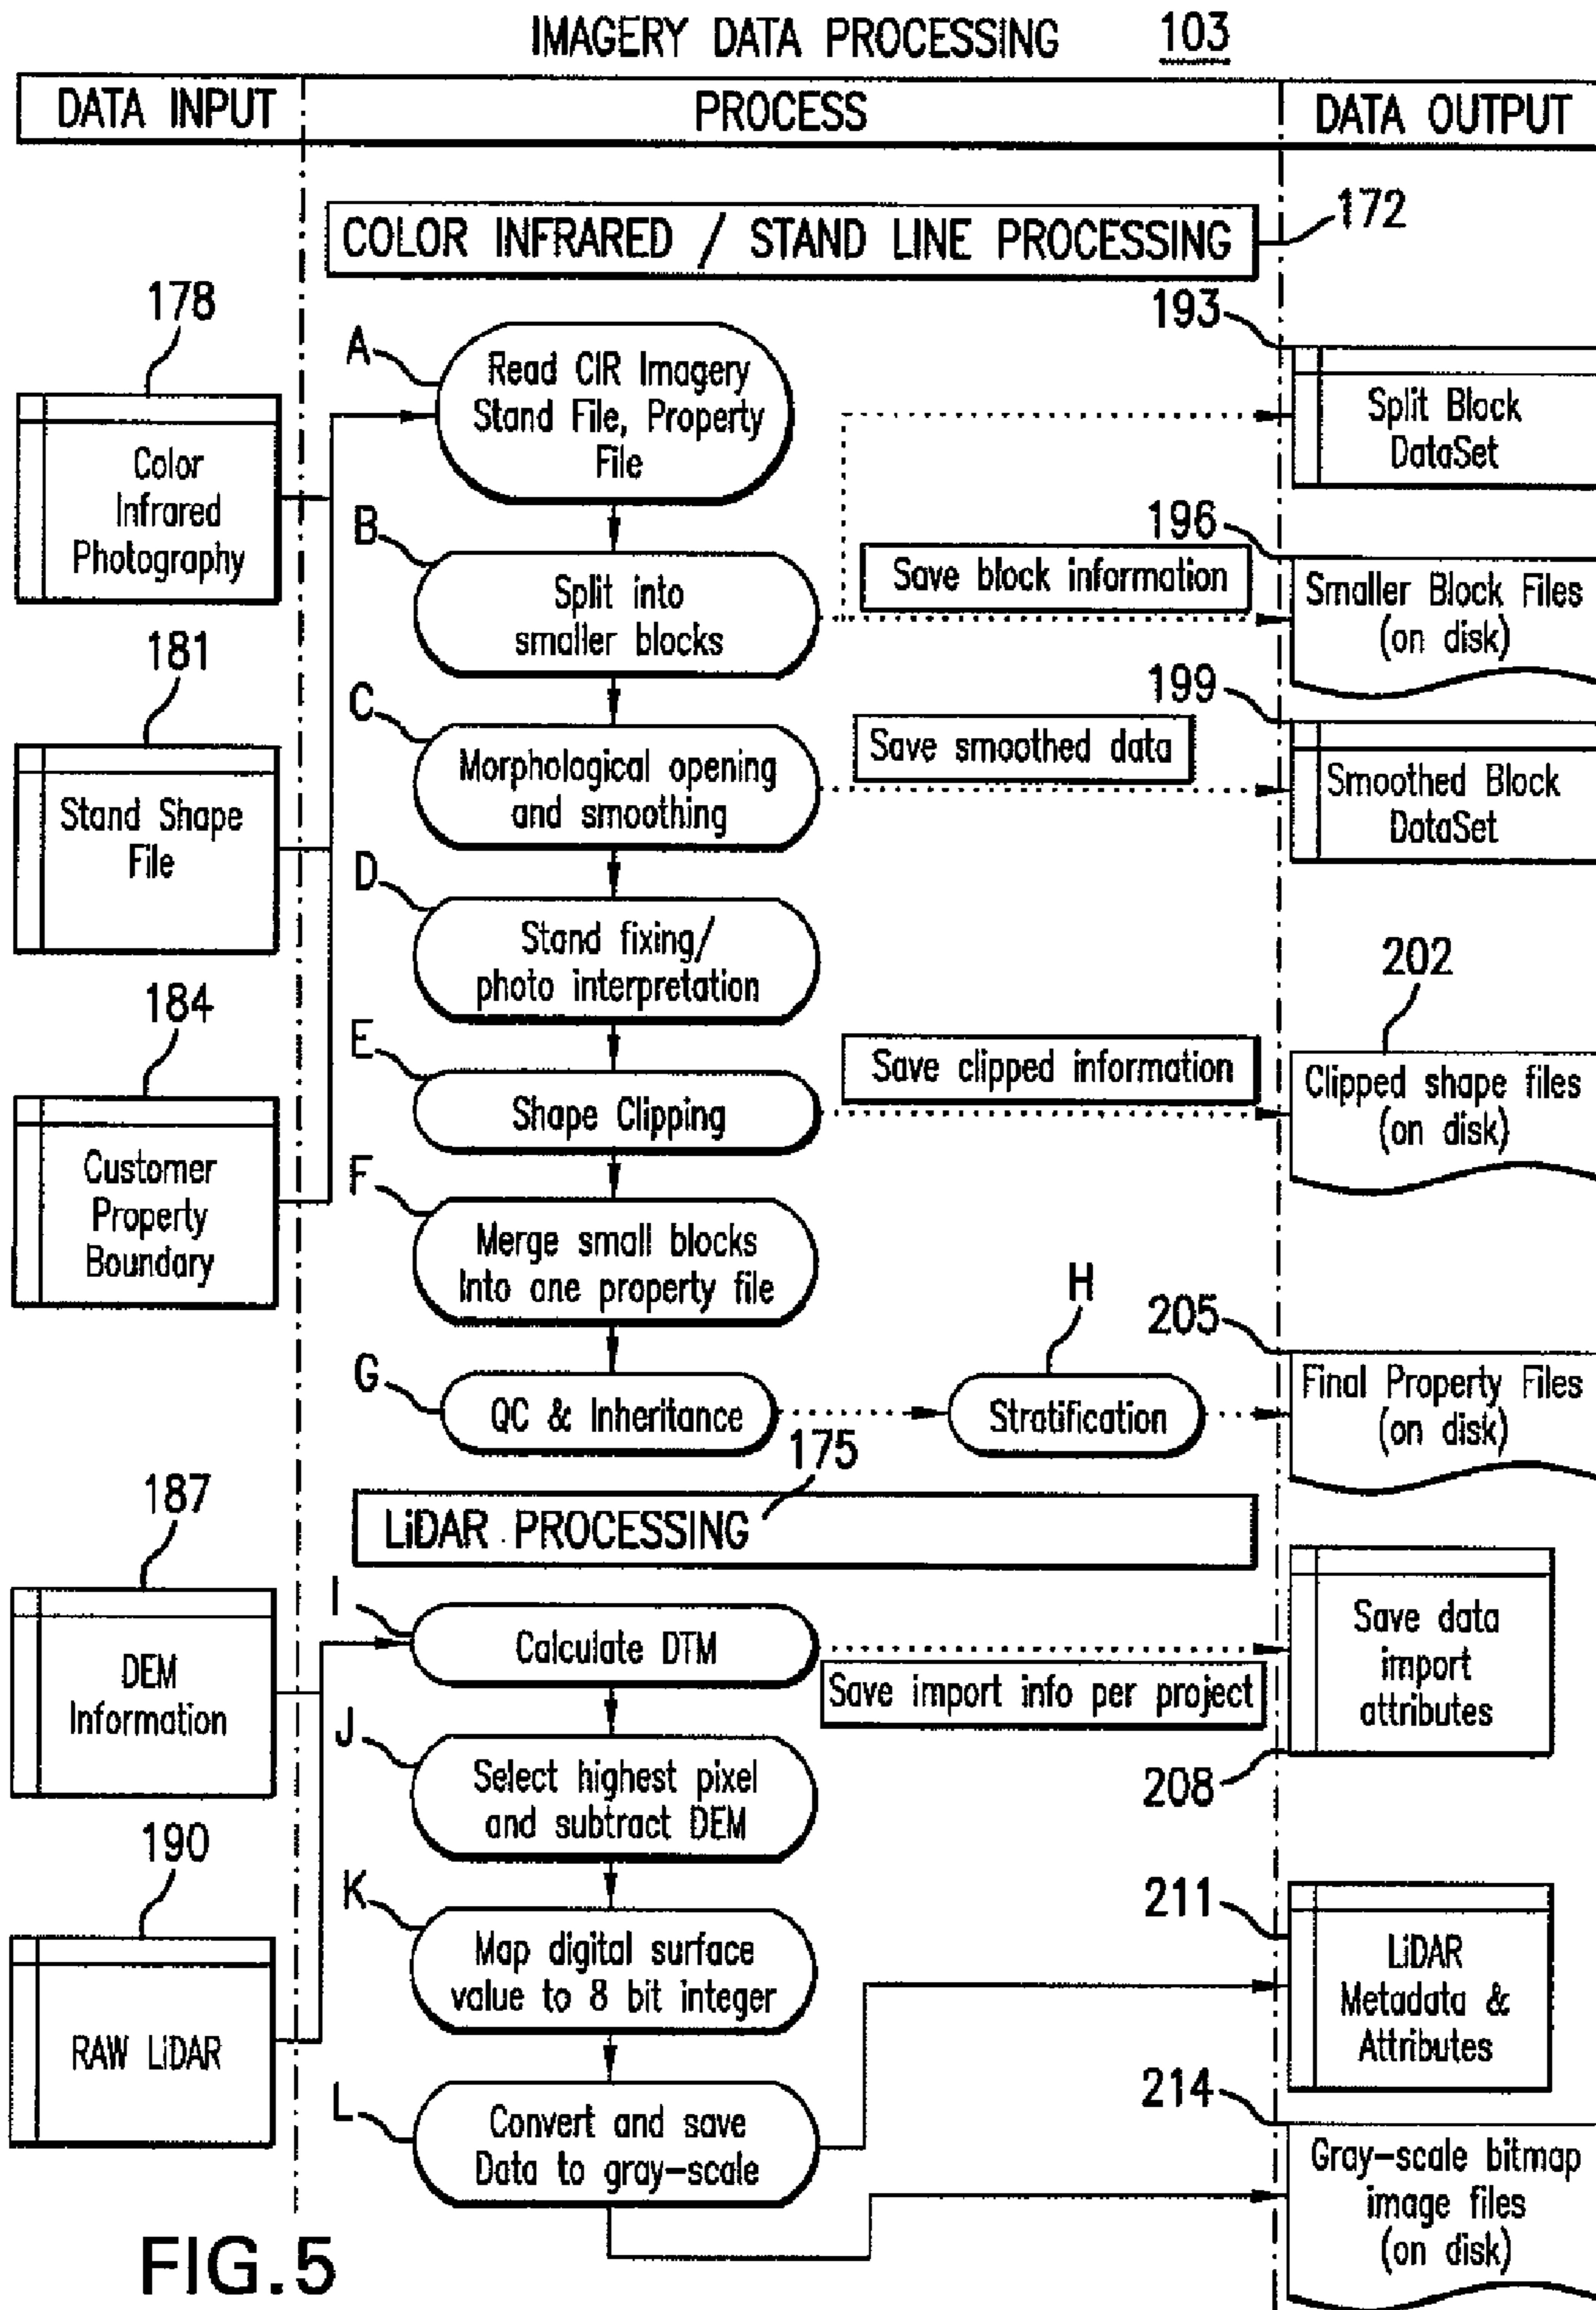 IMAGERY DATA PROCESSING 103
DATA INPUT
PROCESS
DATA OUTPUT
COLOR INFRARED / STAND LINE PROCESSING
172
178
Color
Infrared
Photography
181
Stand Shape
File
184
Customer
Property
Boundary
A
Read CIR Imagery
Stand File, Property
File
B
Split into
smaller blocks
C
Morphological opening
and smoothing
D
Stand fixing/
photo interpretation
E
Shape Clipping
F
Merge small blocks
Into one property file
G
QC & Inheritance
H
Stratification
Save block information
Save smoothed data
Save clipped information
193
Split Block
DataSet
196
Smaller Block Files
(on disk)
199
Smoothed Block
DataSet
202
Clipped shape files
(on disk)
205
Final Property Files
(on disk)
175
LiDAR PROCESSING
187
DEM
Information
190
RAW LiDAR
I
Calculate DTM
Save import info per project
J
Select highest pixel
and subtract DEM
K
Map digital surface
value to 8 bit integer
L
Convert and save
Data to gray-scale
Save data
import
attributes
208
211
LiDAR
Metadata &
Attributes
214
Gray-scale bitmap
image files
(on disk)
FIG.5